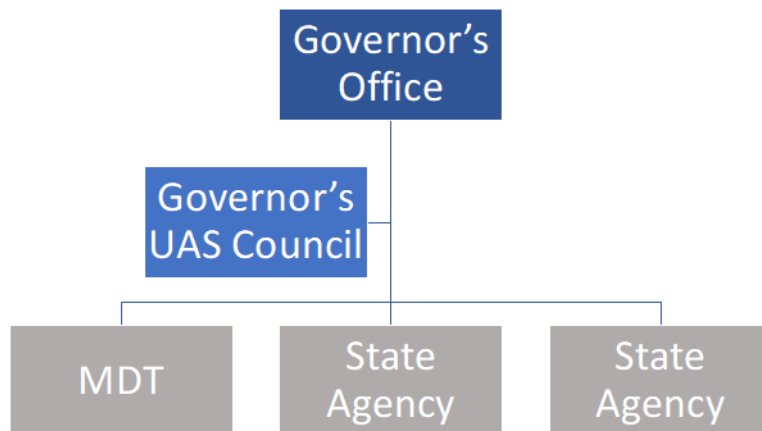 Governor’s
Office
Governor’s
UAS Council
MDT
State
Agency
State
Agency